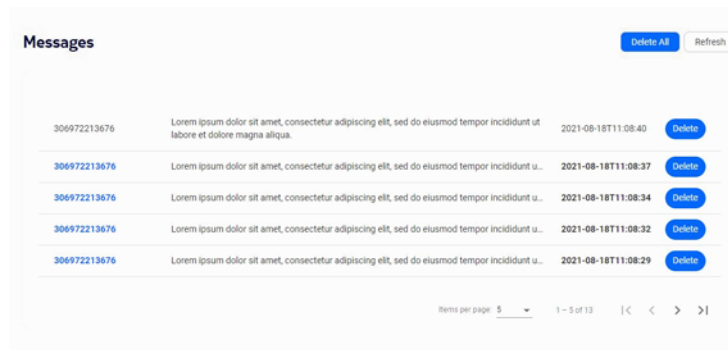 Messages
Delete All
Refresh
306972213676
Lorem ipsum dolor sit amet, consectetur adipiscing elit, sed do eiusmod tempor incididunt ut
labore et dolore magna aliqua.
2021-08-18T11:08:40
Delete
306972213676
Lorem ipsum dolor sit amet, consectetur adipiscing elit, sed do eiusmod tempor incididunt u...
2021-08-18T11:08:37
Delete
306972213676
Lorem ipsum dolor sit amet, consectetur adipiscing elit, sed do eiusmod tempor incididunt u...
2021-08-18T11:08:34
Delete
306972213676
Lorem ipsum dolor sit amet, consectetur adipiscing elit, sed do eiusmod tempor incididunt u...
2021-08-18T11:08:32
Delete
306972213676
Lorem ipsum dolor sit amet, consectetur adipiscing elit, sed do eiusmod tempor incididunt u...
2021-08-18T11:08:29
Delete
Items per page: 5
1 – 5 of 13